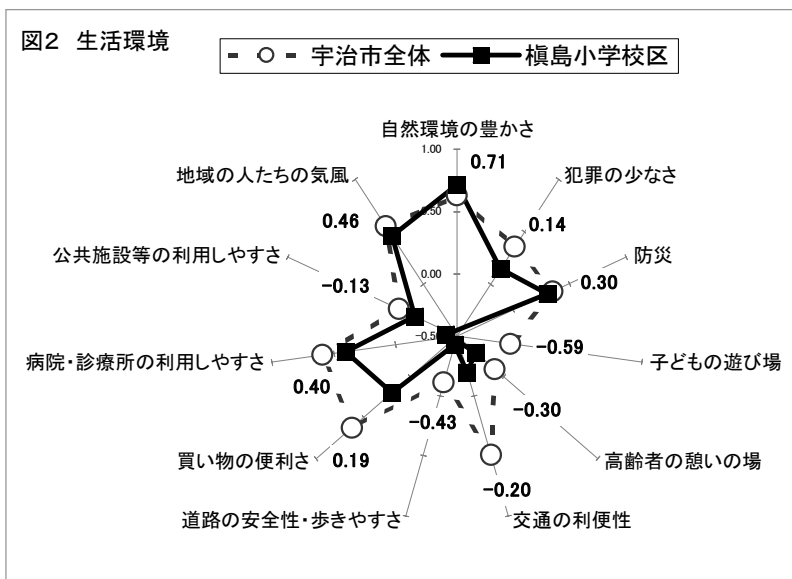 図2 生活環境
宇治市全体
槇島小学校区
自然環境の豊かさ
1.00
0.71
地域の人たちの気風
犯罪の少なさ
0.46
0.50
0.14
公共施設等の利用しやすさ
防災
-0.13
0.00
0.30
病院・診療所の利用しやすさ
-0.59
子どもの遊び場
0.40
-0.30
-0.43
買い物の便利さ
高齢者の憩いの場
0.19
-0.20
道路の安全性・歩きやすさ
交通の利便性